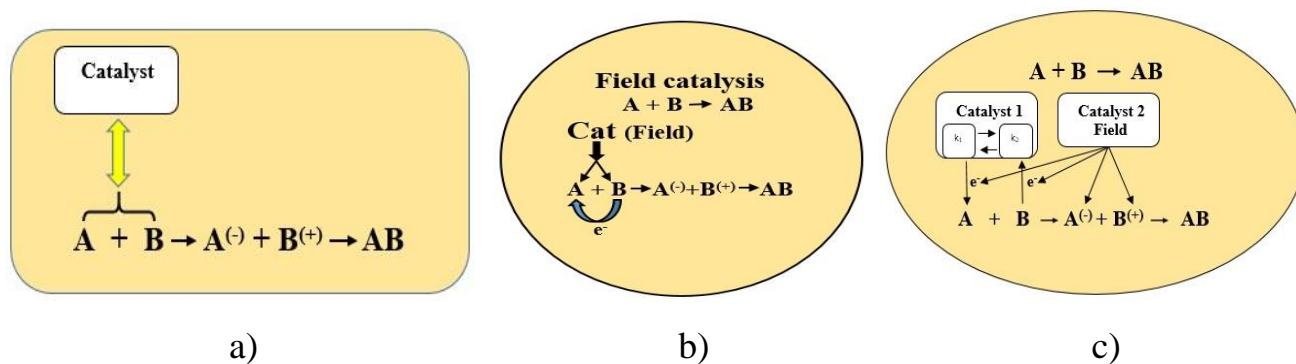 Catalyst
A + B → A⁽⁻⁾ + B⁽⁺⁾ → AB
a)
Field catalysis
A + B → AB
Cat (Field)
A + B → A⁽⁻⁾+B⁽⁺⁾ → AB
e⁻
b)
A + B → AB
Catalyst 1
k₁
k₂
Catalyst 2
Field
e⁻
e⁻
A + B → A⁽⁻⁾ + B⁽⁺⁾ → AB
c)